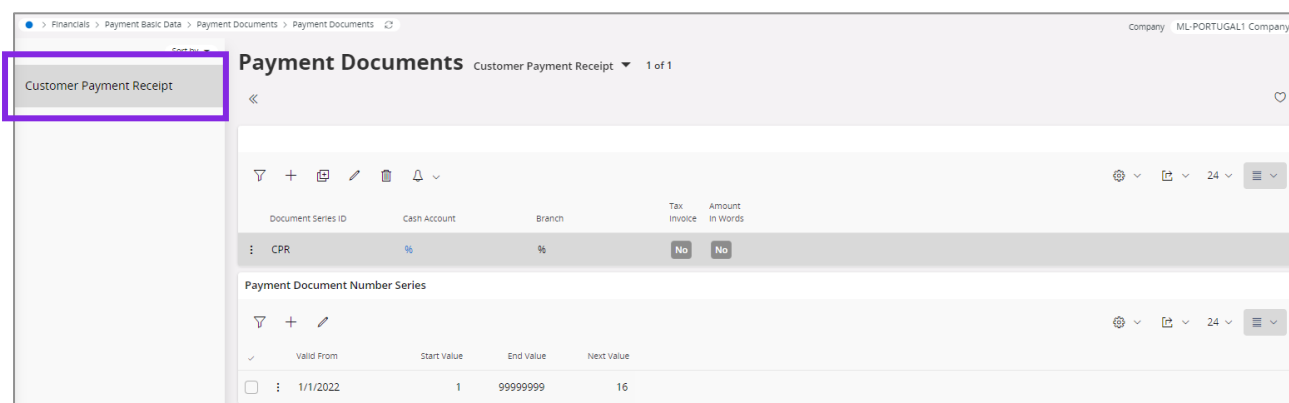 > Financials > Payment Basic Data > Payment Documents > Payment Documents
Company ML-PORTUGAL1 Company
Sort by
Customer Payment Receipt
Payment Documents Customer Payment Receipt 1 of 1
24
Document Series ID Cash Account Branch Tax Invoice Amount In Words
CPR % % No No
Payment Document Number Series
24
Valid From Start Value End Value Next Value
1/1/2022 1 99999999 16